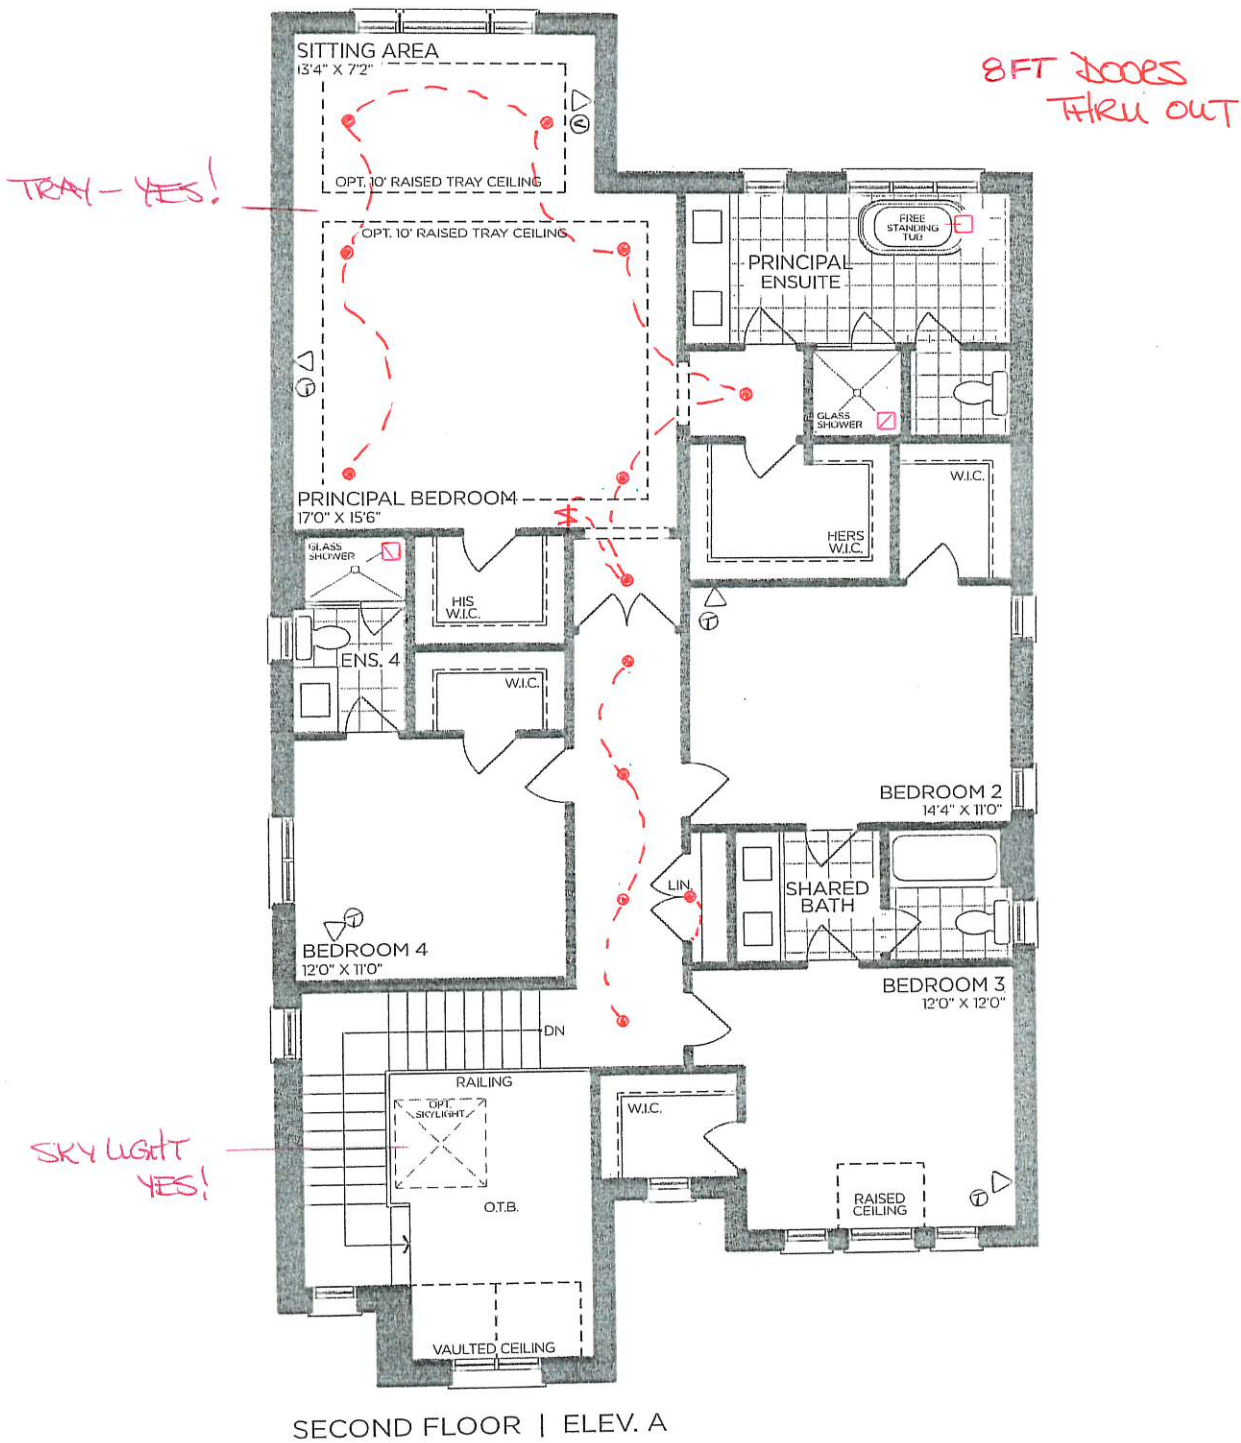 SITTING AREA
13'4" X 7'2"
8FT DOORS
THRU OUT
OPT. 10' RAISED TRAY CEILING
TRAY - YES!
OPT. 10' RAISED TRAY CEILING
FREE
STANDING
TUB
PRINCIPAL
ENSUITE
T
GLASS
SHOWER
PRINCIPAL BEDROOM
17'0" X 15'6"
W.I.C.
HERS
W.I.C.
GLASS
SHOWER
HIS
W.I.C.
T
ENS. 4
W.I.C.
BEDROOM 2
14'4" X 11'0"
LIN.
SHARED
BATH
T
BEDROOM 4
12'0" X 11'0"
BEDROOM 3
12'0" X 12'0"
DN
RAILING
OPT.
SKYLIGHT
W.I.C.
SKY LIGHT
YES!
O.T.B.
RAISED
CEILING
T
VAULTED CEILING
SECOND FLOOR | ELEV. A